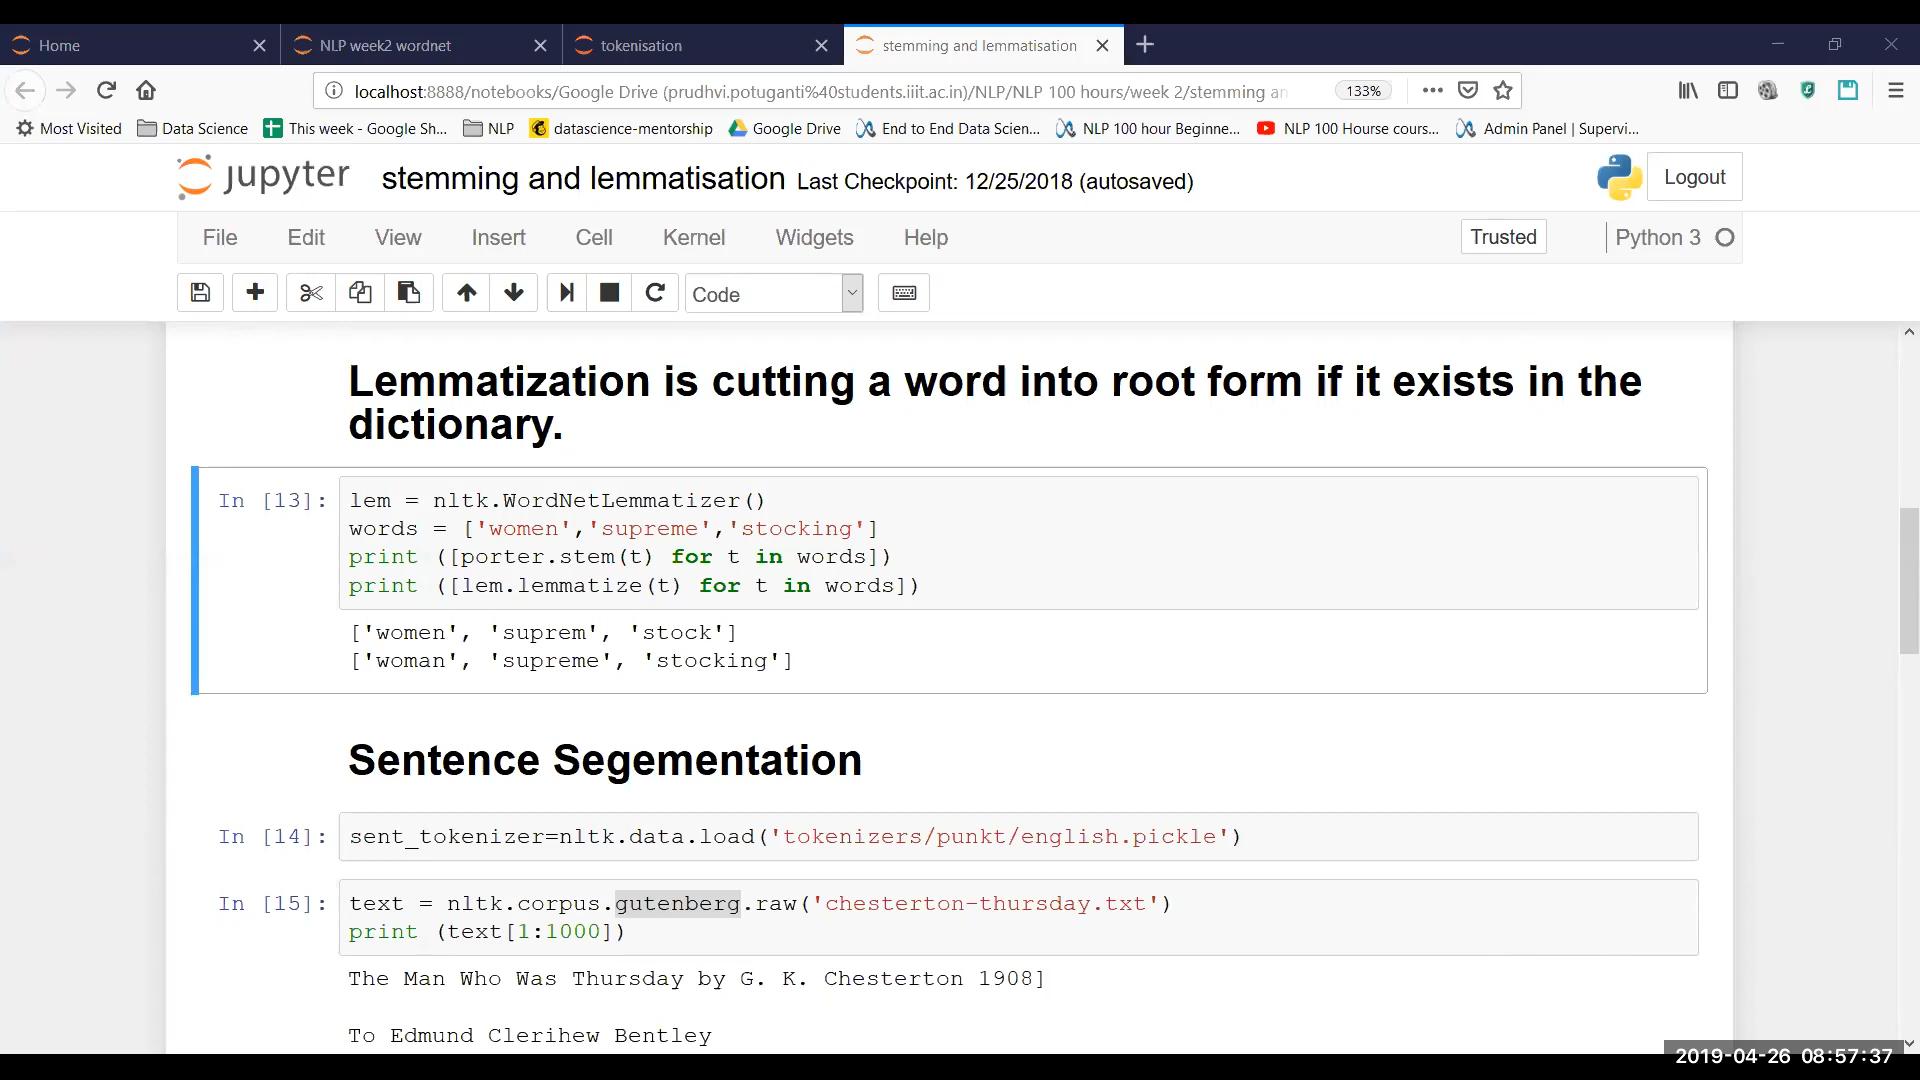 Home
NLP week2 wordnet
tokenisation
stemming and lemmatisation
localhost:8888/notebooks/Google Drive (prudhvi.potuganti%40students.iiit.ac.in)/NLP/NLP 100 hours/week 2/stemming an
133%
Most Visited
Data Science
This week - Google Sh...
NLP
datascience-mentorship
Google Drive
End to End Data Scien...
NLP 100 hour Beginne...
NLP 100 Hourse cours...
Admin Panel | Supervi...
jupyter
stemming and lemmatisation Last Checkpoint: 12/25/2018 (autosaved)
Logout
File
Edit
View
Insert
Cell
Kernel
Widgets
Help
Trusted
Python 3
Code
Lemmatization is cutting a word into root form if it exists in the
dictionary.
In [13]: lem = nltk.WordNetLemmatizer()
words = ['women','supreme','stocking']
print ([porter.stem(t) for t in words])
print ([lem.lemmatize(t) for t in words])
['women', 'suprem', 'stock']
['woman', 'supreme', 'stocking']
Sentence Segementation
In [14]: sent_tokenizer=nltk.data.load('tokenizers/punkt/english.pickle')
In [15]: text = nltk.corpus.gutenberg.raw('chesterton-thursday.txt')
print (text[1:1000])
The Man Who Was Thursday by G. K. Chesterton 1908]
To Edmund Clerihew Bentley
2019-04-26 08:57:37